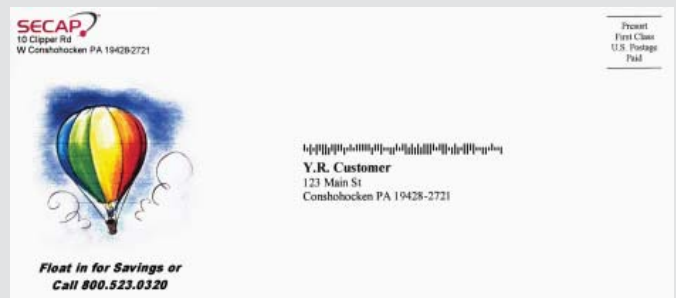 SECAP
10 Clipper Rd
W Conshohocken PA 19428-2721
Presort
First Class
U.S. Postage
Paid
Y.R. Customer
123 Main St
Conshohocken PA 19428-2721
Float in for Savings or
Call 800.523.0320